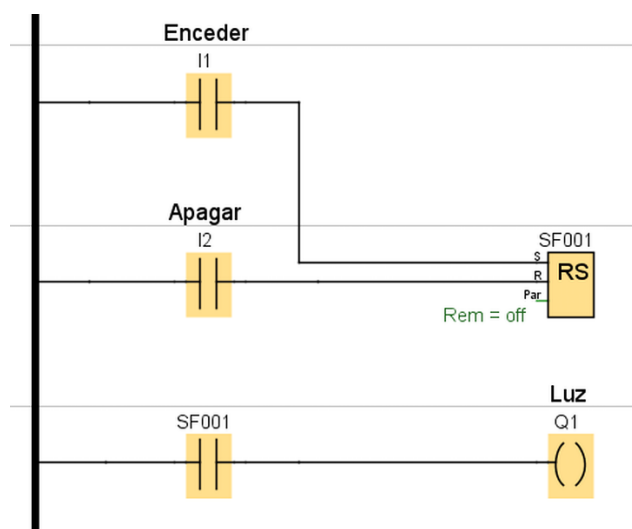 Enceder
I1
Apagar
I2
SF001
S
RS
R
Par
Rem = off
SF001
Luz
Q1